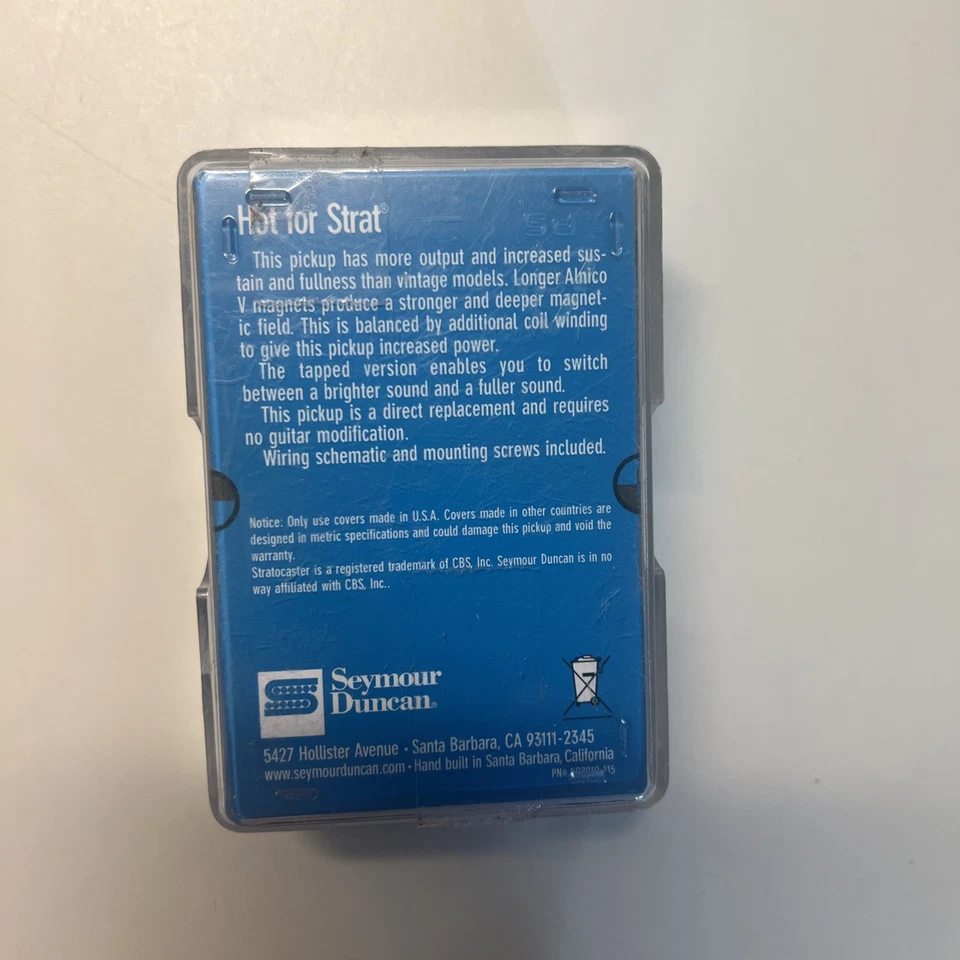 Hot for Strat®
This pickup has more output and increased sus-
tain and fullness than vintage models. Longer Alnico
V magnets produce a stronger and deeper magnet-
ic field. This is balanced by additional coil winding
to give this pickup increased power.
The tapped version enables you to switch
between a brighter sound and a fuller sound.
This pickup is a direct replacement and requires
no guitar modification.
Wiring schematic and mounting screws included.
Notice: Only use covers made in U.S.A. Covers made in other countries are
designed in metric specifications and could damage this pickup and void the
warranty.
Stratocaster is a registered trademark of CBS, Inc. Seymour Duncan is in no
way affiliated with CBS, Inc..
Seymour
Duncan®
5427 Hollister Avenue • Santa Barbara, CA 93111-2345
www.seymourduncan.com • Hand built in Santa Barbara, California
PN#